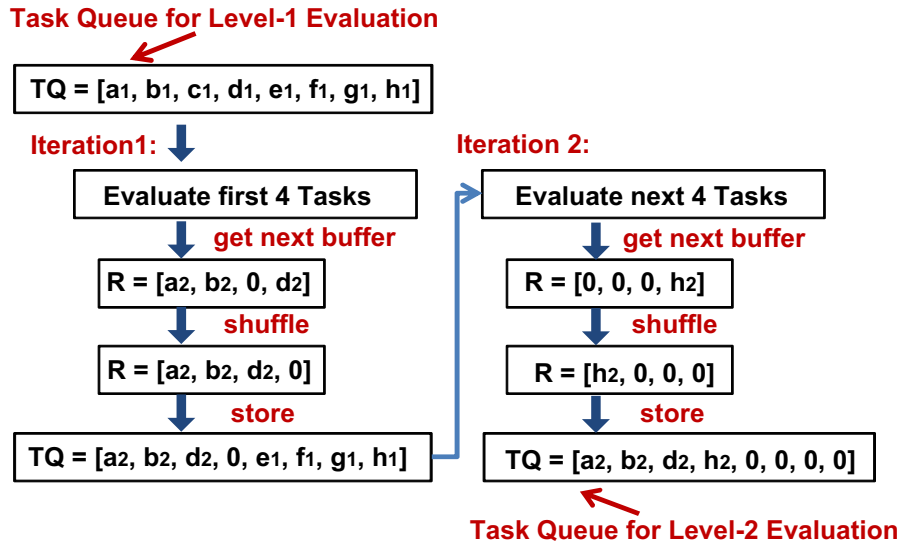 Task Queue for Level-1 Evaluation
TQ = [a1, b1, c1, d1, e1, f1, g1, h1]
Iteration1:
Evaluate first 4 Tasks
get next buffer
R = [a2, b2, 0, d2]
shuffle
R = [a2, b2, d2, 0]
store
TQ = [a2, b2, d2, 0, e1, f1, g1, h1]
Iteration 2:
Evaluate next 4 Tasks
get next buffer
R = [0, 0, 0, h2]
shuffle
R = [h2, 0, 0, 0]
store
TQ = [a2, b2, d2, h2, 0, 0, 0, 0]
Task Queue for Level-2 Evaluation